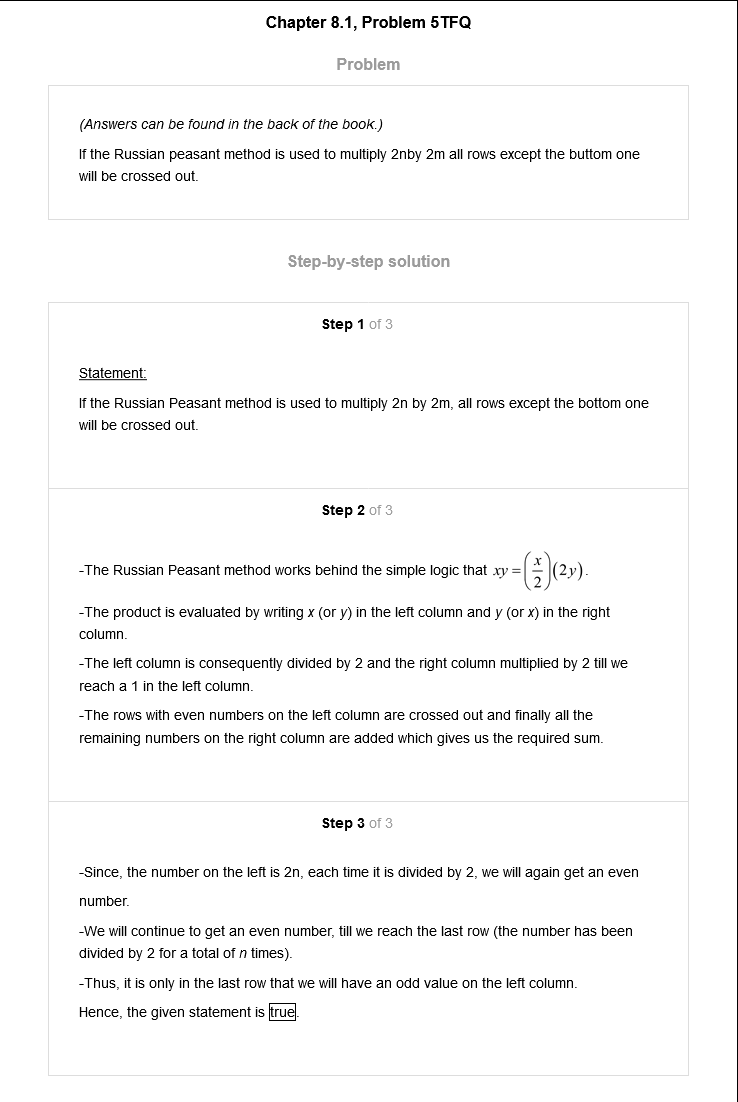 Chapter 8.1, Problem 5TFQ
Problem
(Answers can be found in the back of the book.)
If the Russian peasant method is used to multiply 2nby 2m all rows except the buttom one
will be crossed out.
Step-by-step solution
Step 1 of 3
Statement:
If the Russian Peasant method is used to multiply 2n by 2m, all rows except the bottom one
will be crossed out.
Step 2 of 3
-The Russian Peasant method works behind the simple logic that xy = (x/2)(2y).
-The product is evaluated by writing x (or y) in the left column and y (or x) in the right
column.
-The left column is consequently divided by 2 and the right column multiplied by 2 till we
reach a 1 in the left column.
-The rows with even numbers on the left column are crossed out and finally all the
remaining numbers on the right column are added which gives us the required sum.
Step 3 of 3
-Since, the number on the left is 2n, each time it is divided by 2, we will again get an even
number.
-We will continue to get an even number, till we reach the last row (the number has been
divided by 2 for a total of n times).
-Thus, it is only in the last row that we will have an odd value on the left column.
Hence, the given statement is true.